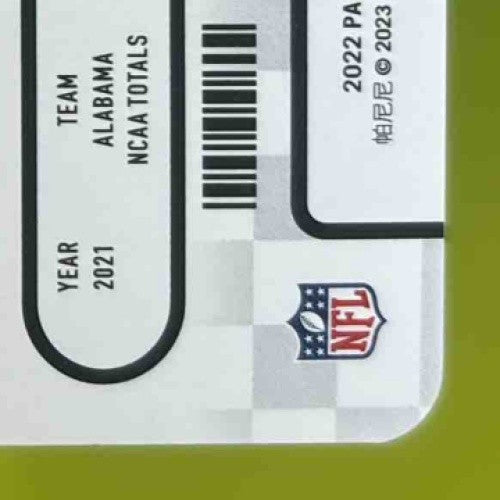 YEAR TEAM
2021 ALABAMA
NCAA TOTALS
2022 PA
帕尼尼 © 2023
NFL